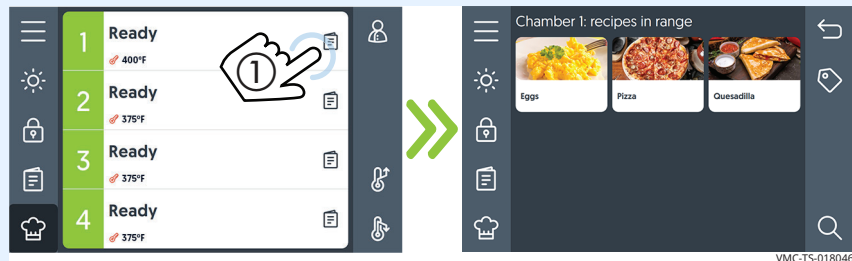 1
Ready
400°F
1
2
Ready
375°F
3
Ready
375°F
4
Ready
375°F
Chamber 1: recipes in range
Eggs
Pizza
Quesadilla
VMC-TS-018046